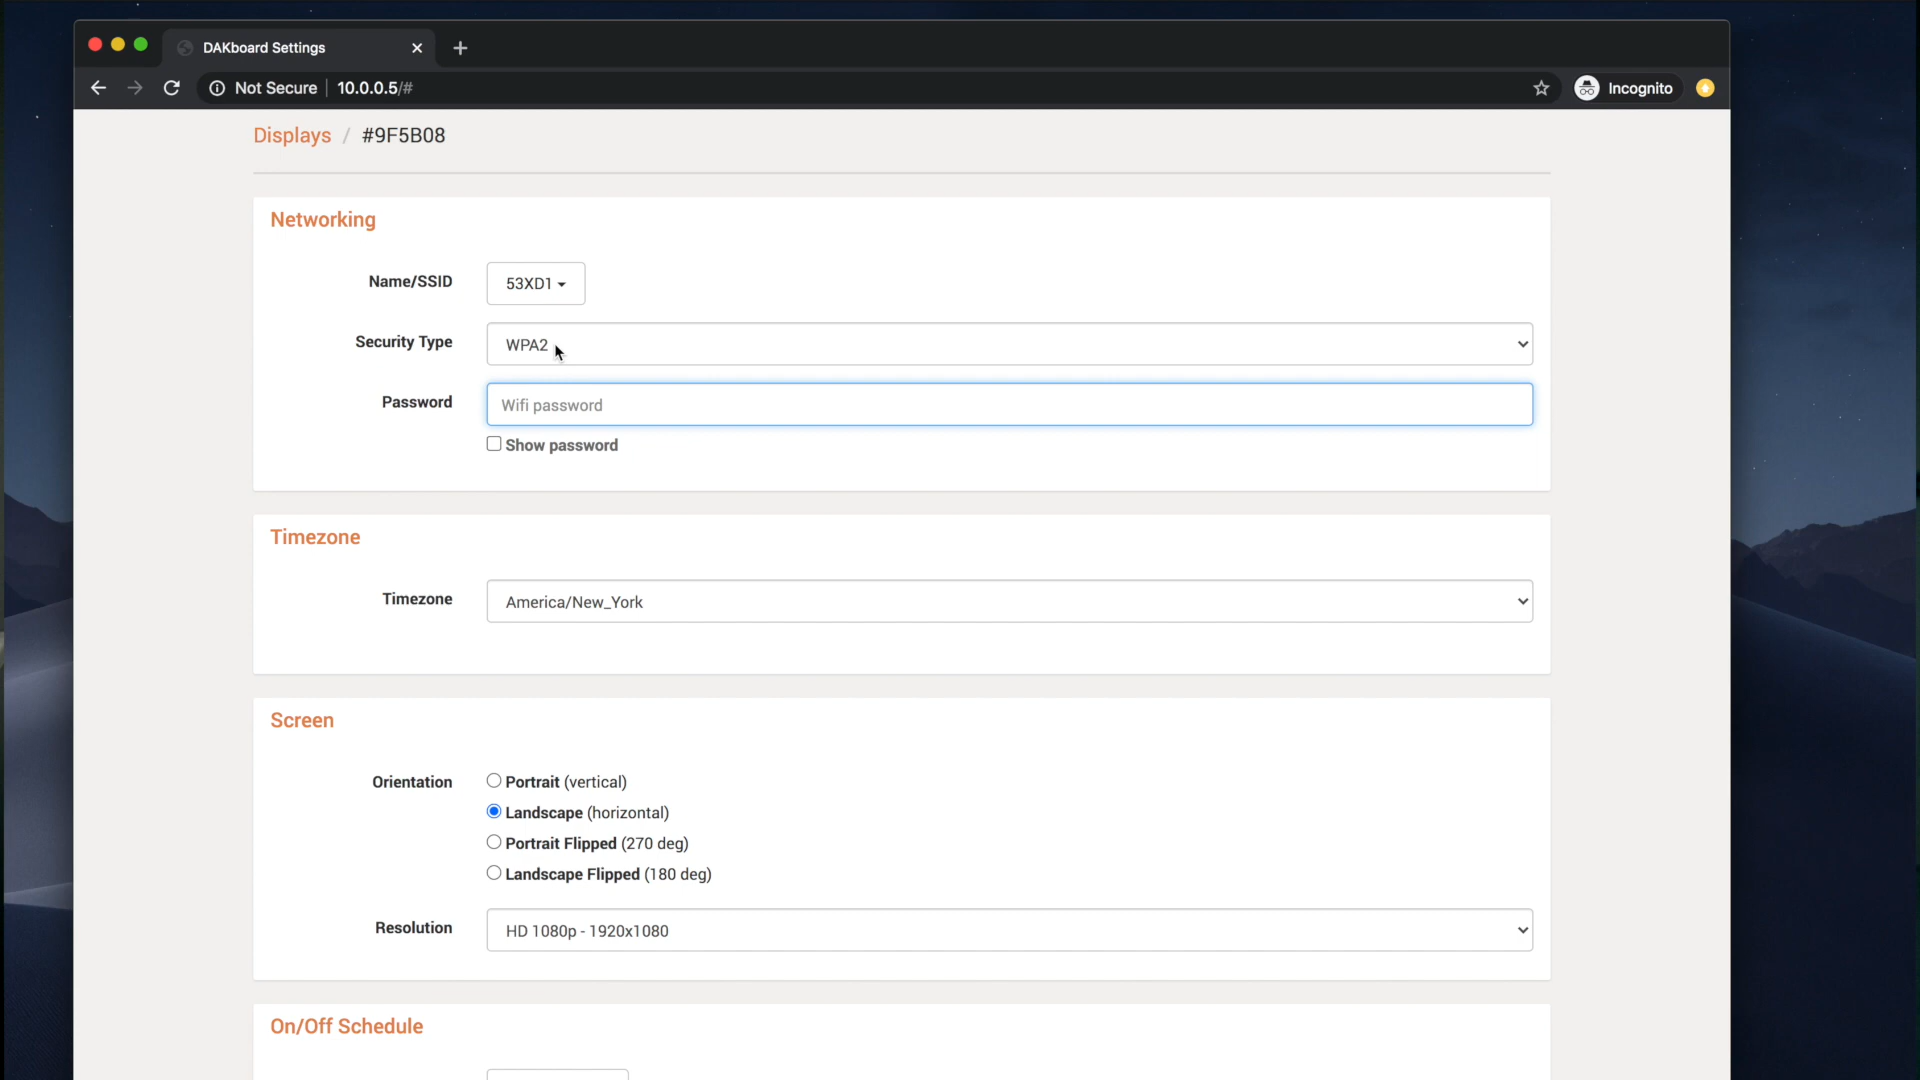 DAKboard Settings
Not Secure 10.0.0.5/#
Incognito
Displays / #9F5B08
Networking
Name/SSID 53XD1
Security Type WPA2
Password Wifi password
Show password
Timezone
Timezone America/New_York
Screen
Orientation Portrait (vertical)
Landscape (horizontal)
Portrait Flipped (270 deg)
Landscape Flipped (180 deg)
Resolution HD 1080p - 1920x1080
On/Off Schedule